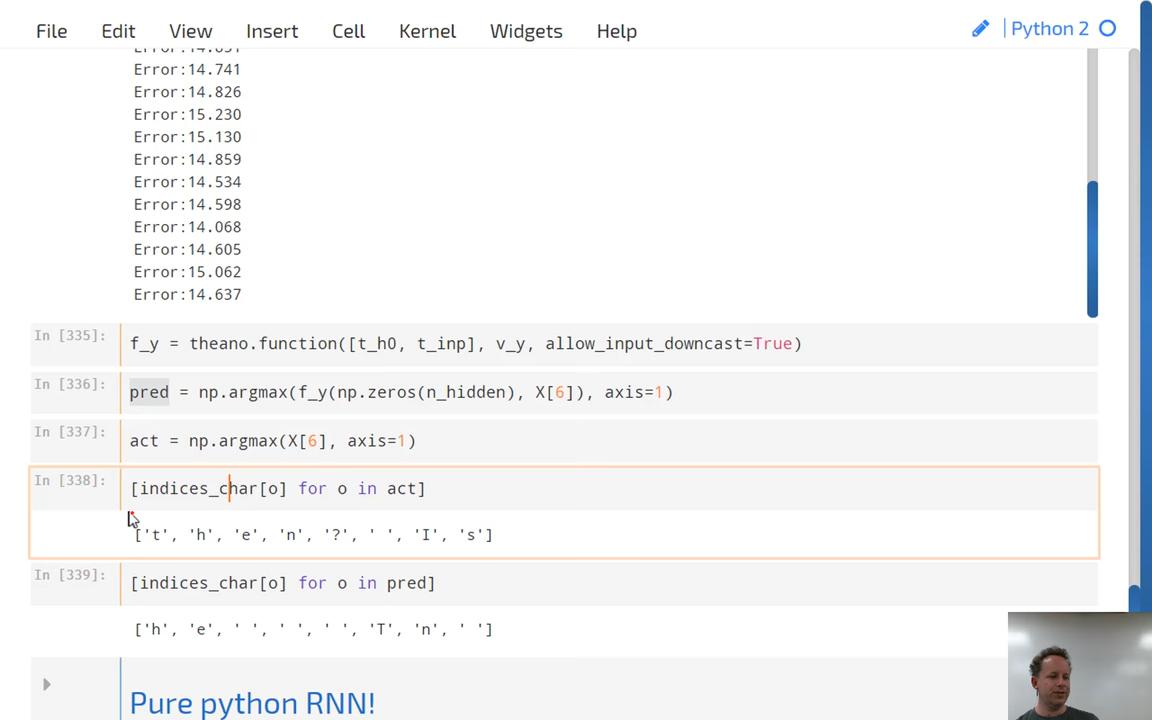 File Edit View Insert Cell Kernel Widgets Help Python 2
Error:14.741
Error:14.826
Error:15.230
Error:15.130
Error:14.859
Error:14.534
Error:14.598
Error:14.068
Error:14.605
Error:15.062
Error:14.637
In [335]: f_y = theano.function([t_h0, t_inp], v_y, allow_input_downcast=True)
In [336]: pred = np.argmax(f_y(np.zeros(n_hidden), X[6]), axis=1)
In [337]: act = np.argmax(X[6], axis=1)
In [338]: [indices_char[o] for o in act]
['t', 'h', 'e', 'n', '?', ' ', 'I', 's']
In [339]: [indices_char[o] for o in pred]
['h', 'e', ' ', ' ', ' ', 'T', 'n', ' ']
Pure python RNN!